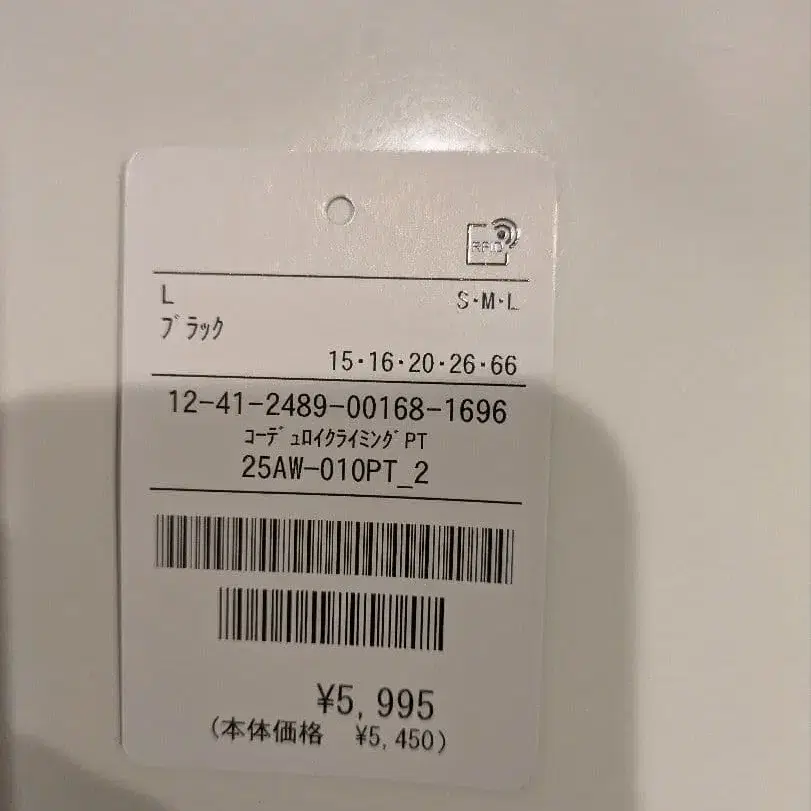 RFID
L
S·M·L
ﾌﾞﾗｯｸ
15·16·20·26·66
12-41-2489-00168-1696
ｺｰﾃﾞｭﾛｲｸﾗｲﾐﾝｸﾞPT
25AW-010PT_2
¥5,995
(本体価格 ¥5,450)